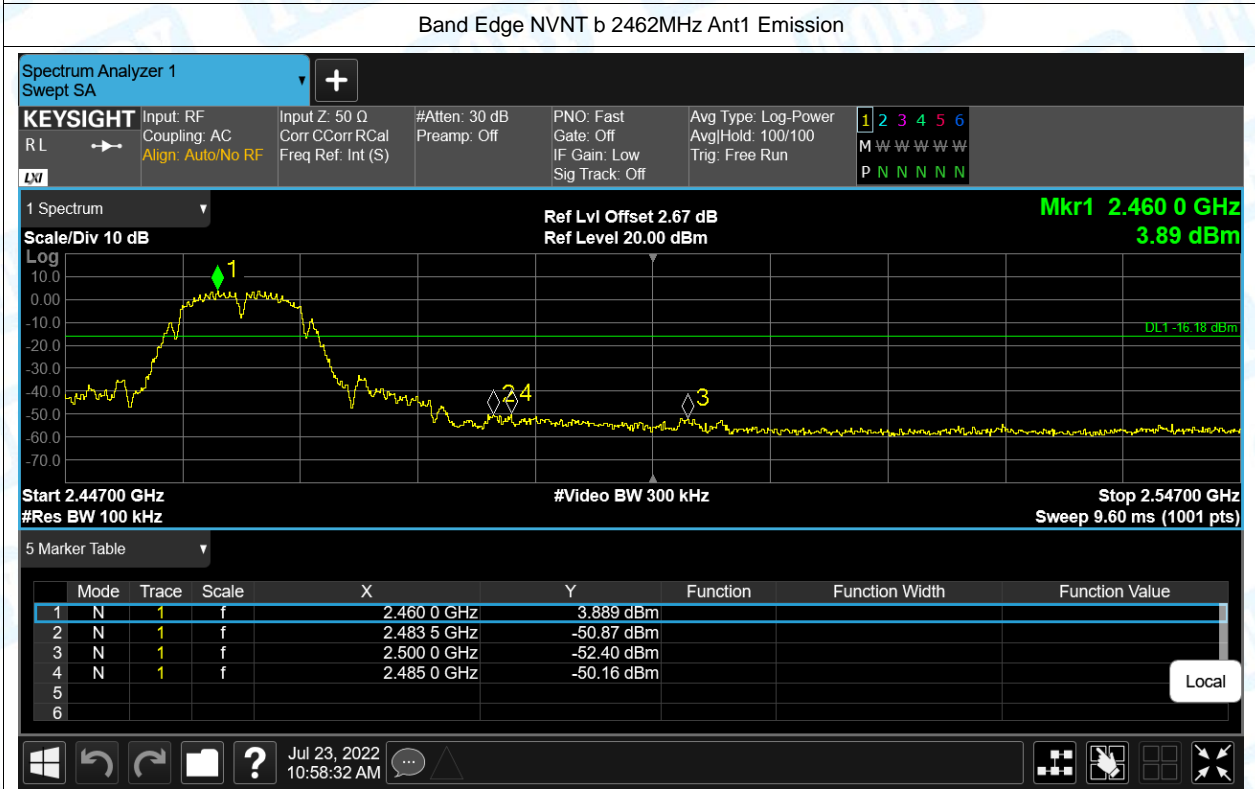 Band Edge NVNT b 2462MHz Ant1 Emission
Spectrum Analyzer 1
Swept SA
KEYSIGHT Input: RF Input Z: 50 Ω #Atten: 30 dB PNO: Fast Avg Type: Log-Power 1 2 3 4 5 6
R L Coupling: AC Corr CCorr RCal Preamp: Off Gate: Off Avg|Hold: 100/100 M W W W W W
Align: Auto/No RF Freq Ref: Int (S) IF Gain: Low Trig: Free Run
LXI Sig Track: Off P N N N N N
1 Spectrum Ref Lvl Offset 2.67 dB Mkr1 2.460 0 GHz
Scale/Div 10 dB Ref Level 20.00 dBm 3.89 dBm
Log
1
10.0
0.00
-10.0
DL1 -16.18 dBm
-20.0
-30.0
-40.0 2 4 3
-50.0
-60.0
-70.0
Start 2.44700 GHz #Video BW 300 kHz Stop 2.54700 GHz
#Res BW 100 kHz Sweep 9.60 ms (1001 pts)
5 Marker Table
Mode Trace Scale X Y Function Function Width Function Value
1 N 1 f 2.460 0 GHz 3.889 dBm
2 N 1 f 2.483 5 GHz -50.87 dBm
3 N 1 f 2.500 0 GHz -52.40 dBm
4 N 1 f 2.485 0 GHz -50.16 dBm
5
6
Local
? Jul 23, 2022
10:58:32 AM